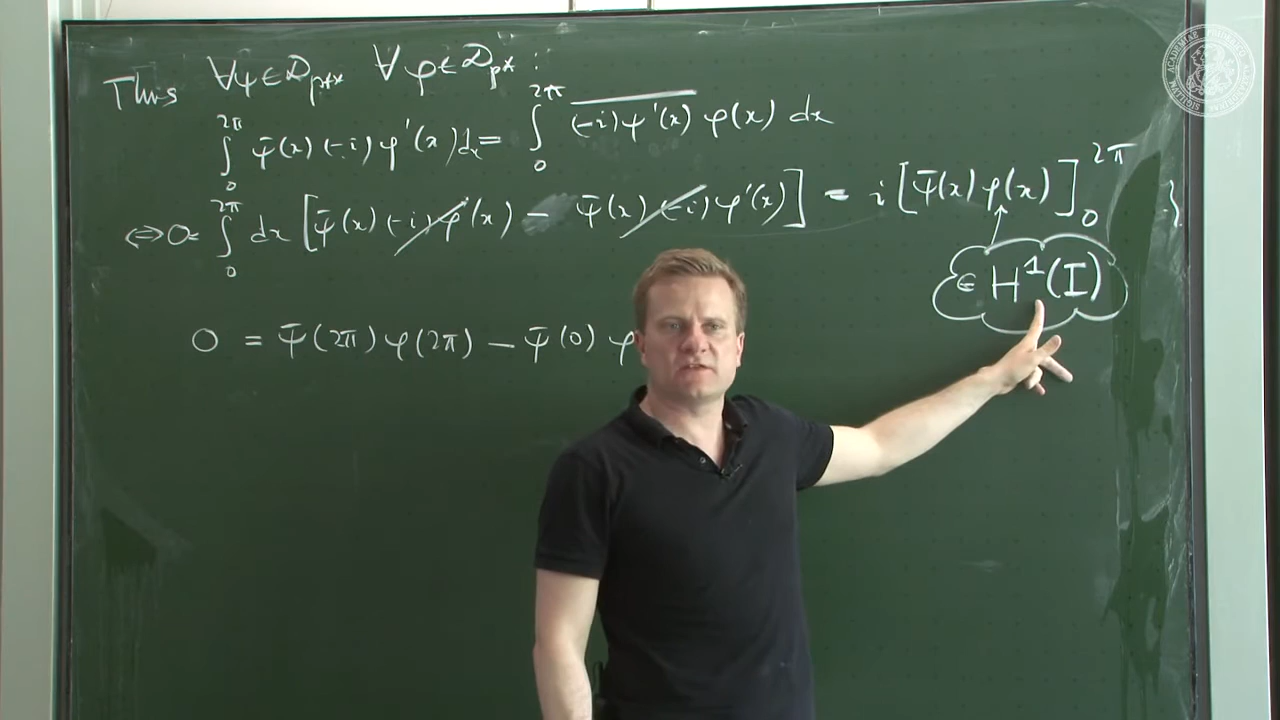 Thus ∀ψ∈D_p** ∀φ∈D_p* :
∫₀^{2π} ψ̄(x)(-i)φ'(x)dx = ∫₀^{2π} \overline{(-i)ψ'(x)} φ(x) dx
⇔ 0= ∫₀^{2π} dx [ψ̄(x)(-i)φ'(x) − ψ̄(x)(-i)φ'(x)] = i[ψ̄(x)φ(x)]₀^{2π}
∈ H¹(I)
0 = ψ̄(2π)φ(2π) − ψ̄(0) φ